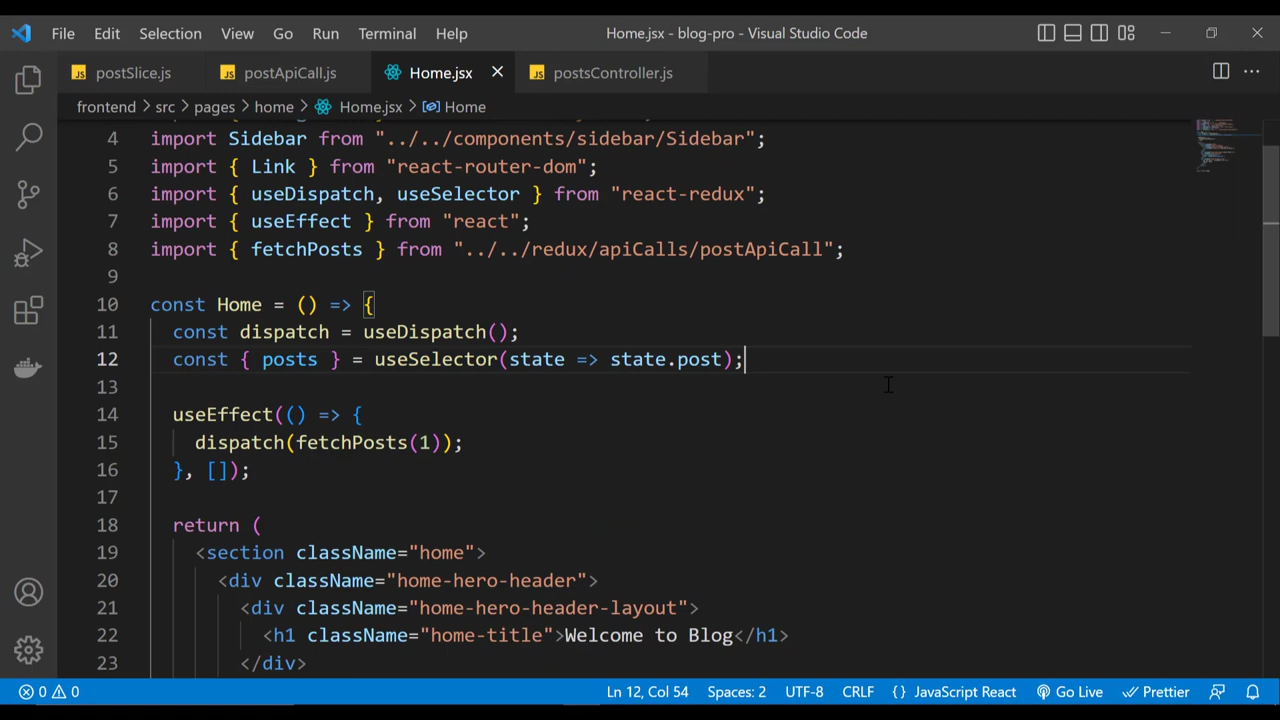 File Edit Selection View Go Run Terminal Help Home.jsx - blog-pro - Visual Studio Code
JS postSlice.js JS postApiCall.js Home.jsx JS postsController.js
frontend > src > pages > home > Home.jsx > Home
4 import Sidebar from "../../components/sidebar/Sidebar";
5 import { Link } from "react-router-dom";
6 import { useDispatch, useSelector } from "react-redux";
7 import { useEffect } from "react";
8 import { fetchPosts } from "../../redux/apiCalls/postApiCall";
9
10 const Home = () => {
11 const dispatch = useDispatch();
12 const { posts } = useSelector(state => state.post);
13
14 useEffect(() => {
15 dispatch(fetchPosts(1));
16 }, []);
17
18 return (
19 <section className="home">
20 <div className="home-hero-header">
21 <div className="home-hero-header-layout">
22 <h1 className="home-title">Welcome to Blog</h1>
23 </div>
0 0 Ln 12, Col 54 Spaces: 2 UTF-8 CRLF {} JavaScript React Go Live Prettier